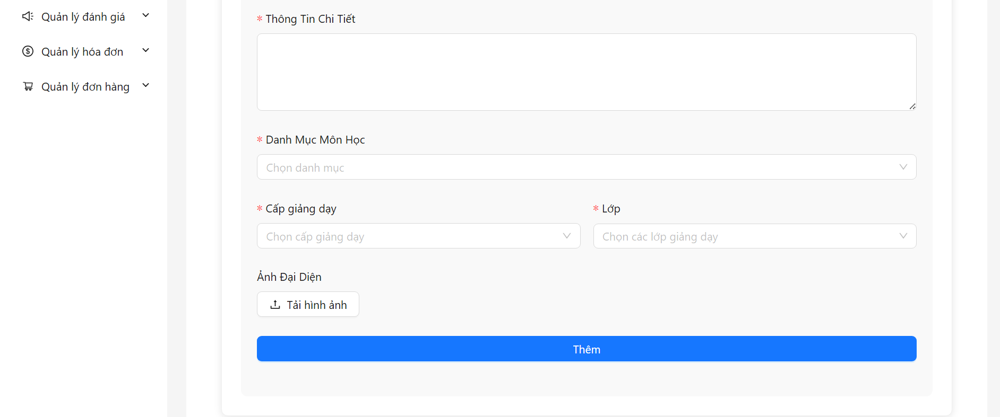 Quản lý đánh giá
Quản lý hóa đơn
Quản lý đơn hàng
* Thông Tin Chi Tiết
* Danh Mục Môn Học
Chọn danh mục
* Cấp giảng dạy
Chọn cấp giảng dạy
* Lớp
Chọn các lớp giảng dạy
Ảnh Đại Diện
Tải hình ảnh
Thêm